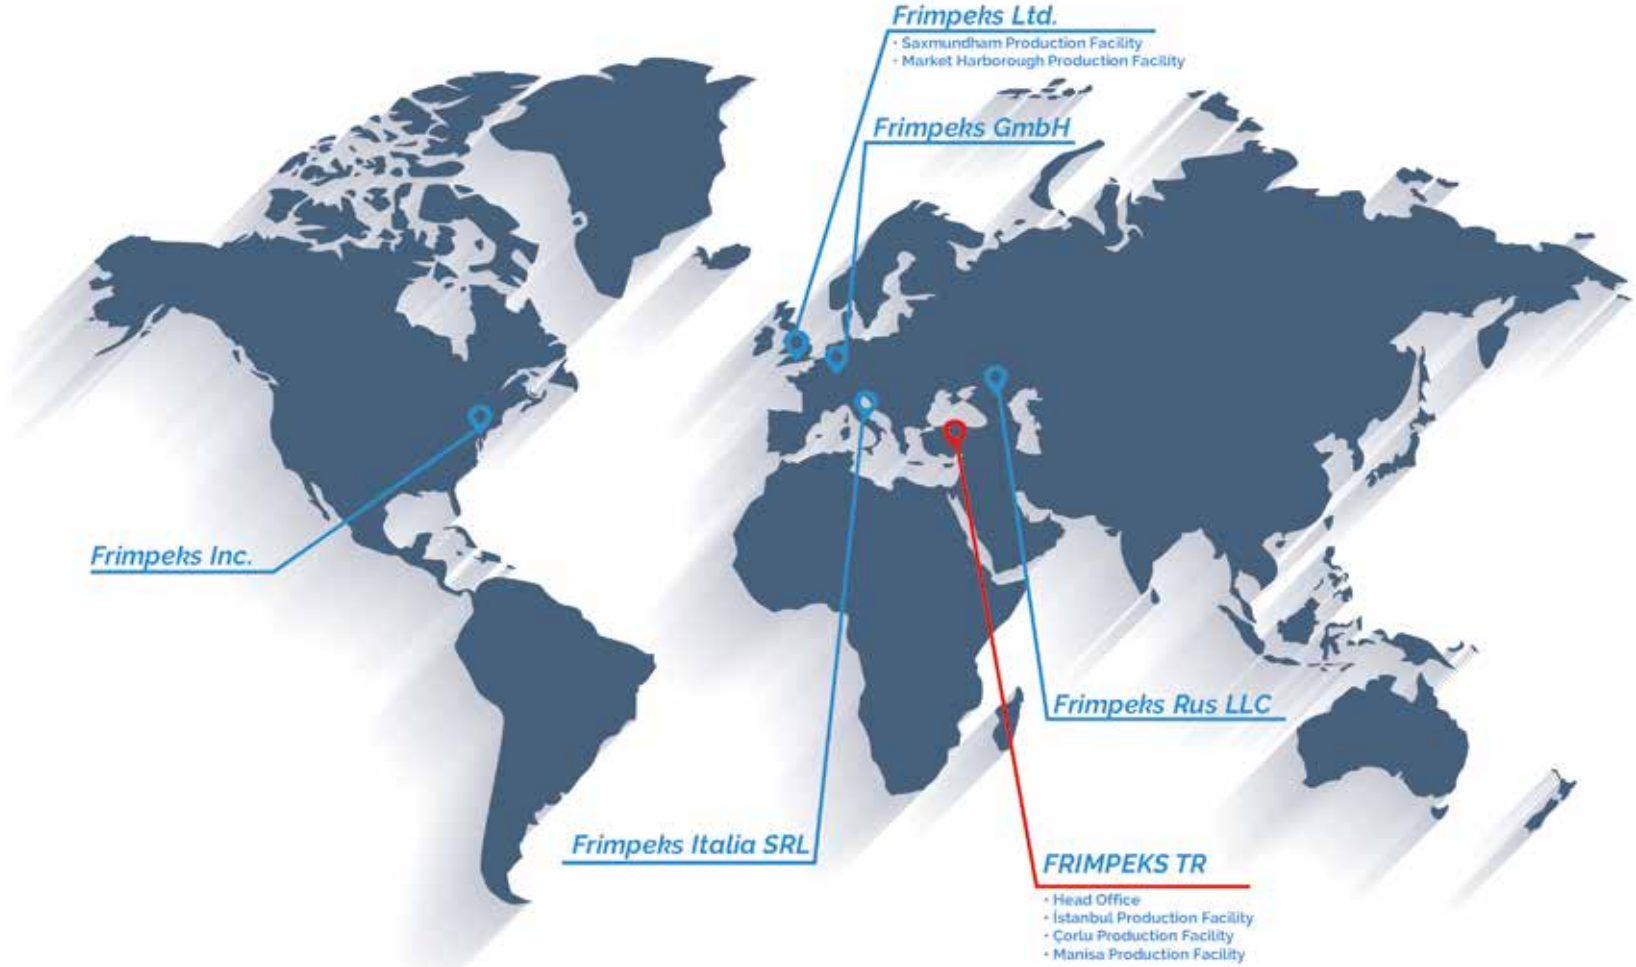 Frimpeks Ltd.
• Saxmundham Production Facility
• Market Harborough Production Facility
Frimpeks GmbH
Frimpeks Inc.
Frimpeks Rus LLC
Frimpeks Italia SRL
FRIMPEKS TR
• Head Office
• İstanbul Production Facility
• Çorlu Production Facility
• Manisa Production Facility